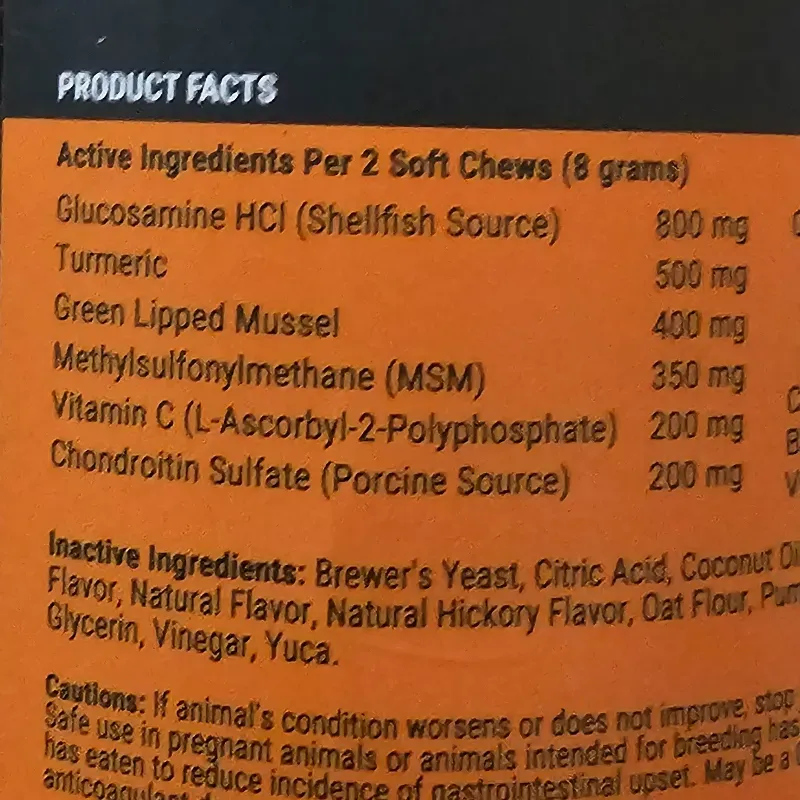 PRODUCT FACTS
Active Ingredients Per 2 Soft Chews (8 grams)
Glucosamine HCl (Shellfish Source) 800 mg
Turmeric 500 mg
Green Lipped Mussel 400 mg
Methylsulfonylmethane (MSM) 350 mg
Vitamin C (L-Ascorbyl-2-Polyphosphate) 200 mg
Chondroitin Sulfate (Porcine Source) 200 mg
Inactive Ingredients: Brewer's Yeast, Citric Acid, Coconut Oil
Flavor, Natural Flavor, Natural Hickory Flavor, Oat Flour,
Glycerin, Vinegar, Yuca.
Cautions: If animal's condition worsens or does not improve, stop
Safe use in pregnant animals or animals intended for breeding has
has eaten to reduce incidence of gastrointestinal upset. May be a